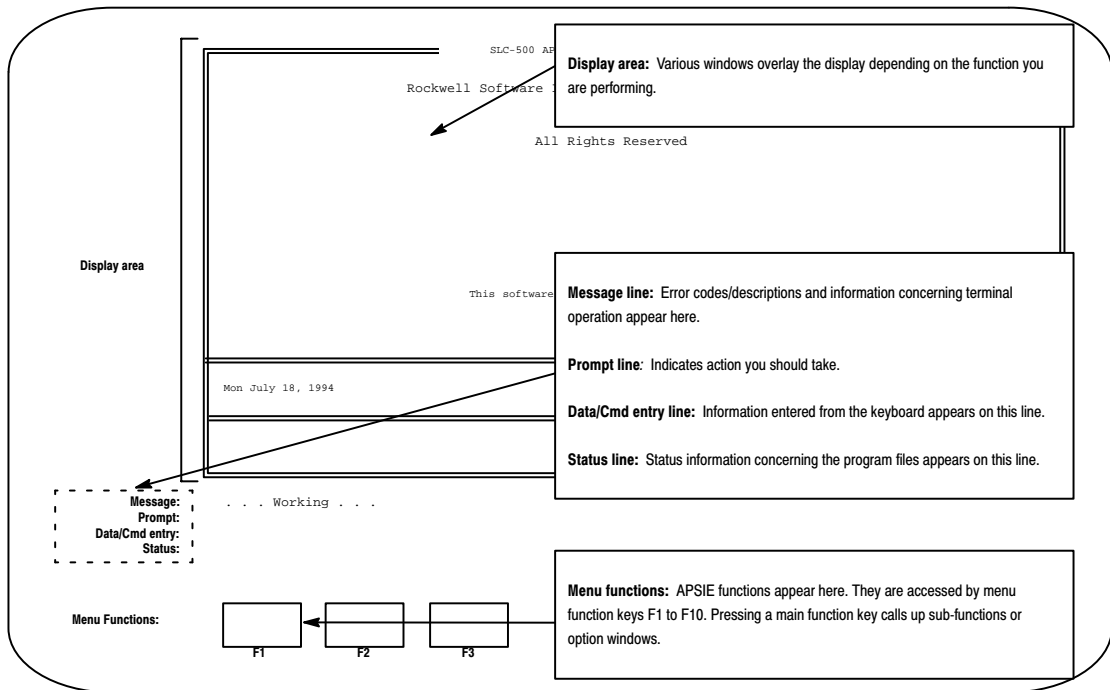 SLC-500 AP
Rockwell Software
All Rights Reserved
Display area: Various windows overlay the display depending on the function you
are performing.
Display area
This software
Message line: Error codes/descriptions and information concerning terminal
operation appear here.
Prompt line: Indicates action you should take.
Data/Cmd entry line: Information entered from the keyboard appears on this line.
Status line: Status information concerning the program files appears on this line.
Mon July 18, 1994
Message:
. . . Working . . .
Prompt:
Data/Cmd entry:
Status:
Menu functions: APSIE functions appear here. They are accessed by menu
function keys F1 to F10. Pressing a main function key calls up sub-functions or
option windows.
Menu Functions:
F1
F2
F3